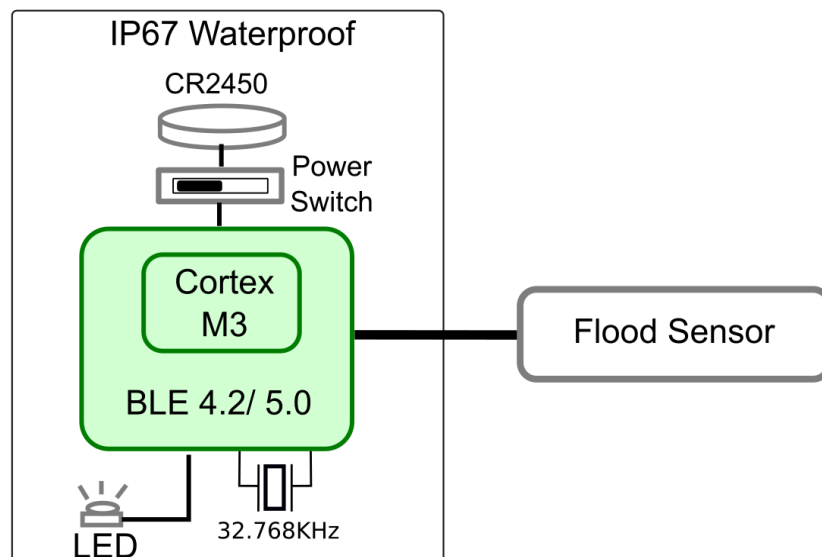 IP67 Waterproof
CR2450
Power
Switch
Cortex
M3
BLE 4.2/ 5.0
Flood Sensor
32.768KHz
LED